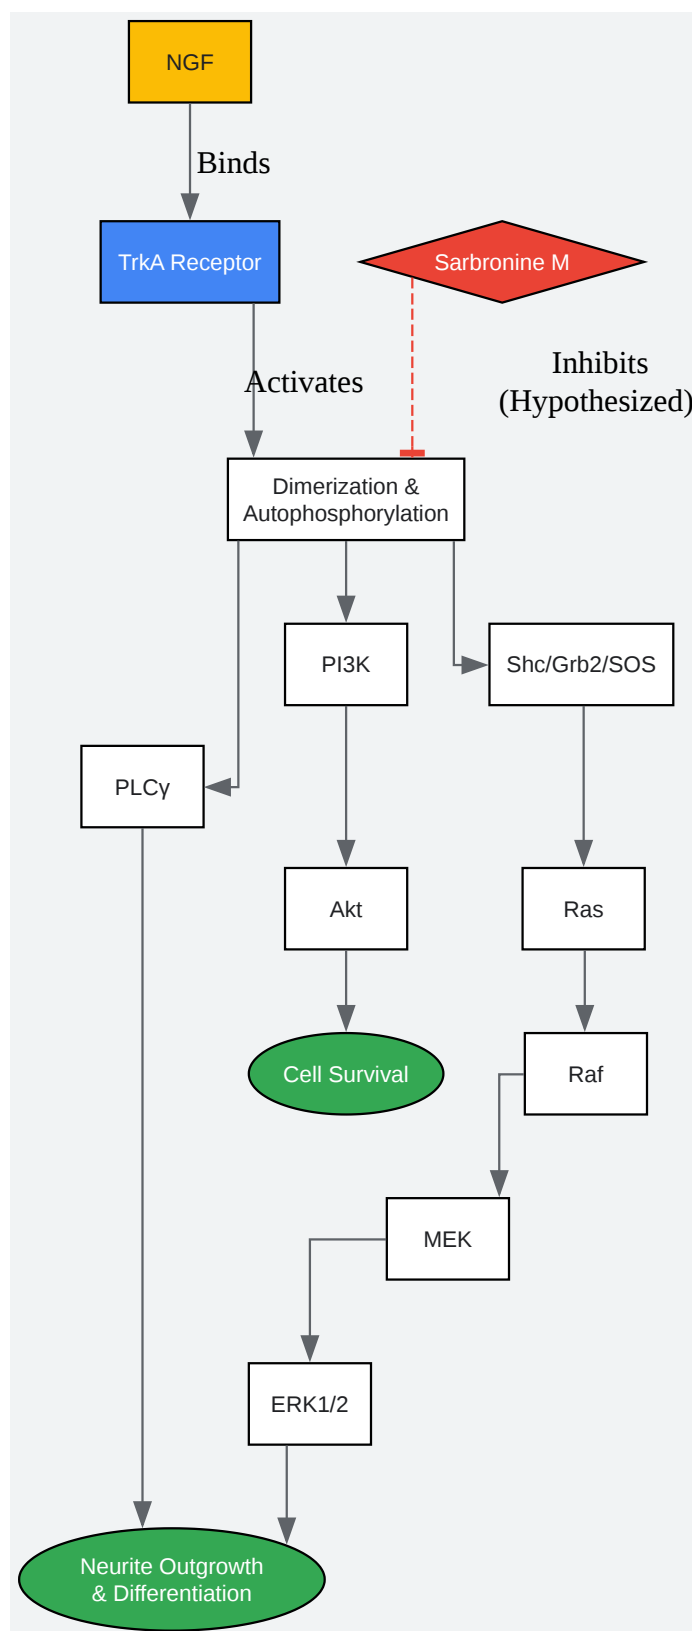 NGF
Binds
TrkA Receptor
Sarbronine M
Activates
Inhibits
(Hypothesized)
Dimerization &
Autophosphorylation
PI3K
Shc/Grb2/SOS
PLCγ
Akt
Ras
Cell Survival
Raf
MEK
ERK1/2
Neurite Outgrowth
& Differentiation